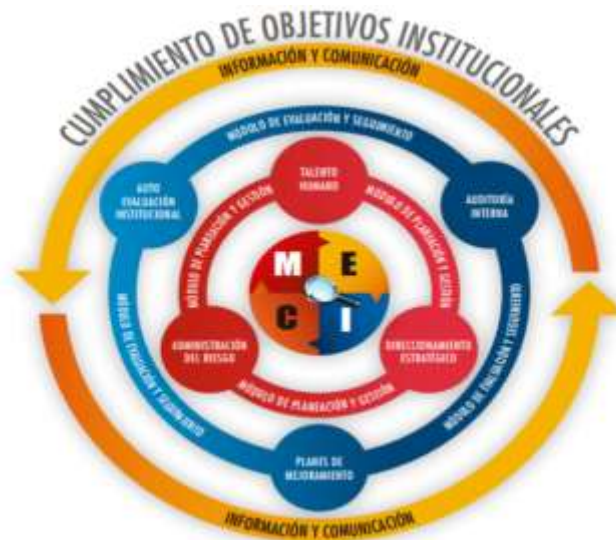 CUMPLIMIENTO DE OBJETIVOS INSTITUCIONALES
INFORMACIÓN Y COMUNICACIÓN
MÓDULO DE EVALUACIÓN Y SEGUIMIENTO
TALENTO
HUMANO
AUTO
EVALUACIÓN
INSTITUCIONAL
AUDITORÍA
INTERNA
MÓDULO DE PLANEACIÓN Y GESTIÓN
MÓDULO DE PLANEACIÓN Y GESTIÓN
M E
C I
MÓDULO DE EVALUACIÓN Y SEGUIMIENTO
MÓDULO DE EVALUACIÓN Y SEGUIMIENTO
ADMINISTRACIÓN
DEL RIESGO
DIRECCIONAMIENTO
ESTRATÉGICO
MÓDULO DE PLANEACIÓN Y GESTIÓN
PLANES DE
MEJORAMIENTO
INFORMACIÓN Y COMUNICACIÓN